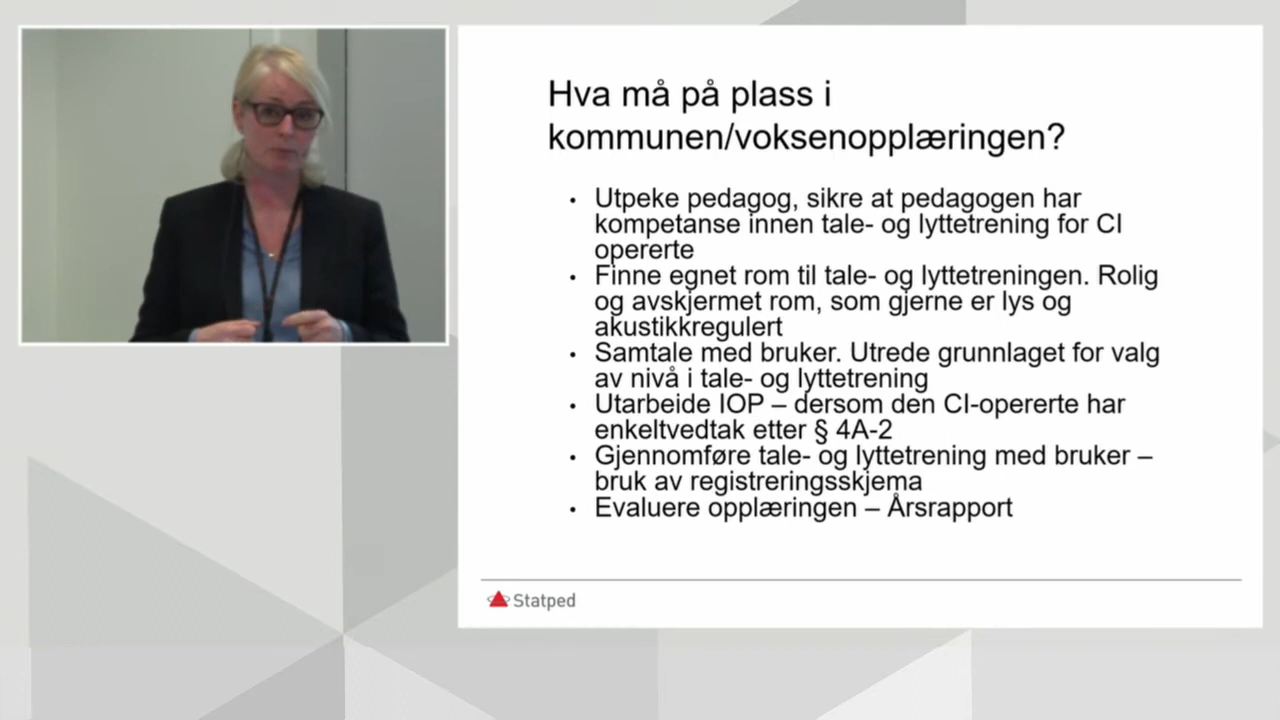 Hva må på plass i
kommunen/voksenopplæringen?
• Utpeke pedagog, sikre at pedagogen har
kompetanse innen tale- og lyttetrening for CI
opererte
• Finne egnet rom til tale- og lyttetreningen. Rolig
og avskjermet rom, som gjerne er lys og
akustikkregulert
• Samtale med bruker. Utrede grunnlaget for valg
av nivå i tale- og lyttetrening
• Utarbeide IOP – dersom den CI-opererte har
enkeltvedtak etter § 4A-2
• Gjennomføre tale- og lyttetrening med bruker –
bruk av registreringsskjema
• Evaluere opplæringen – Årsrapport
Statped